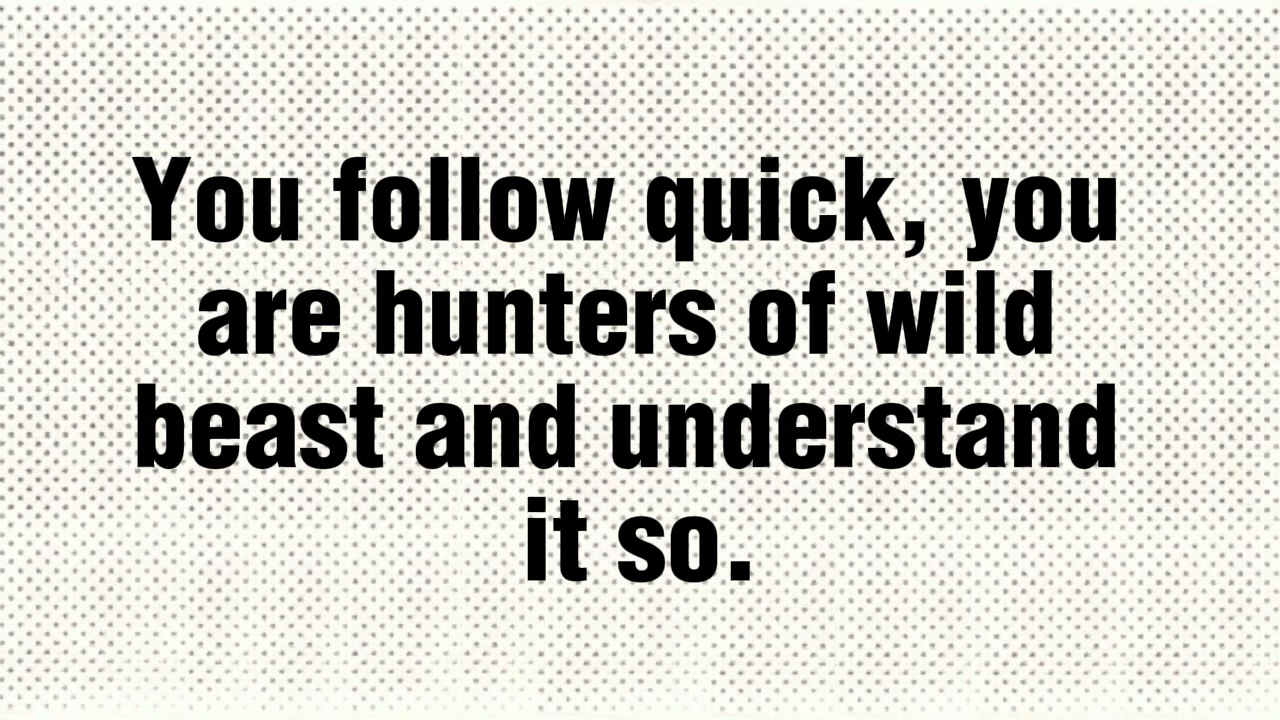 You follow quick, you
are hunters of wild
beast and understand
it so.